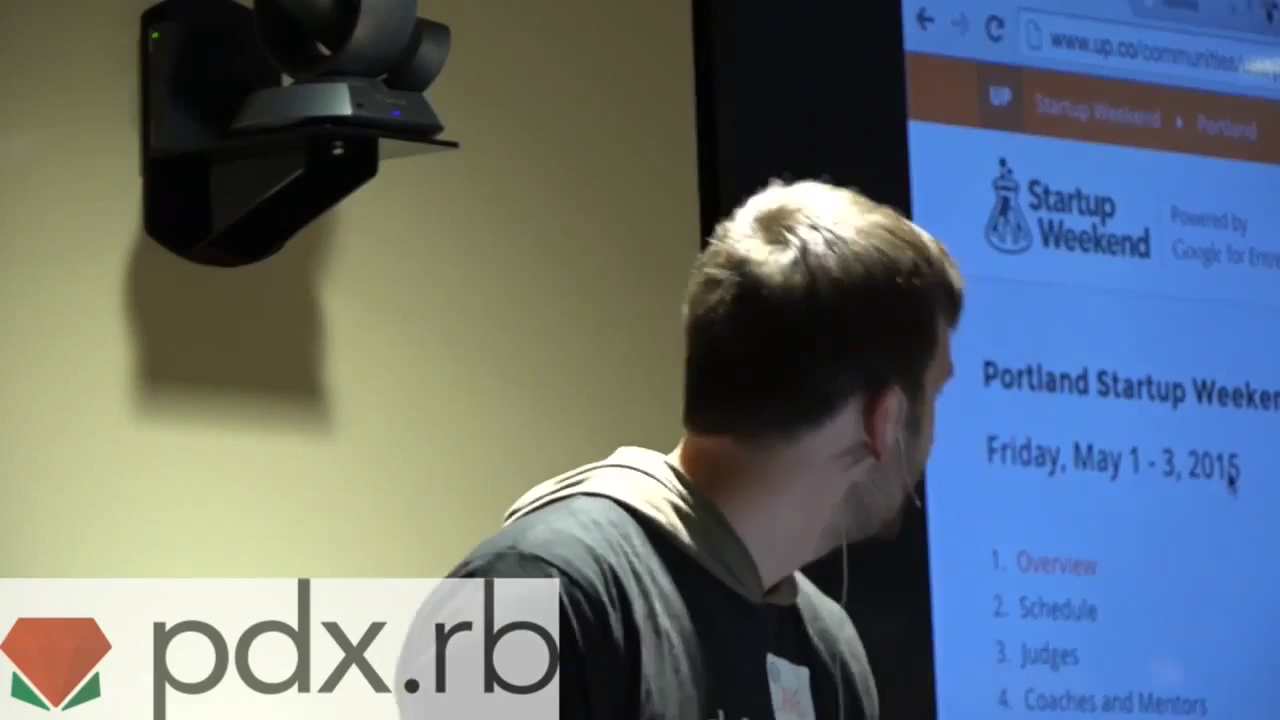 www.up.co/communities/
UP Startup Weekend ▸ Portland
Startup
Weekend
Powered by
Google for Entre
Portland Startup Weeken
Friday, May 1 - 3, 2015
1. Overview
2. Schedule
3. Judges
4. Coaches and Mentors
pdx.rb